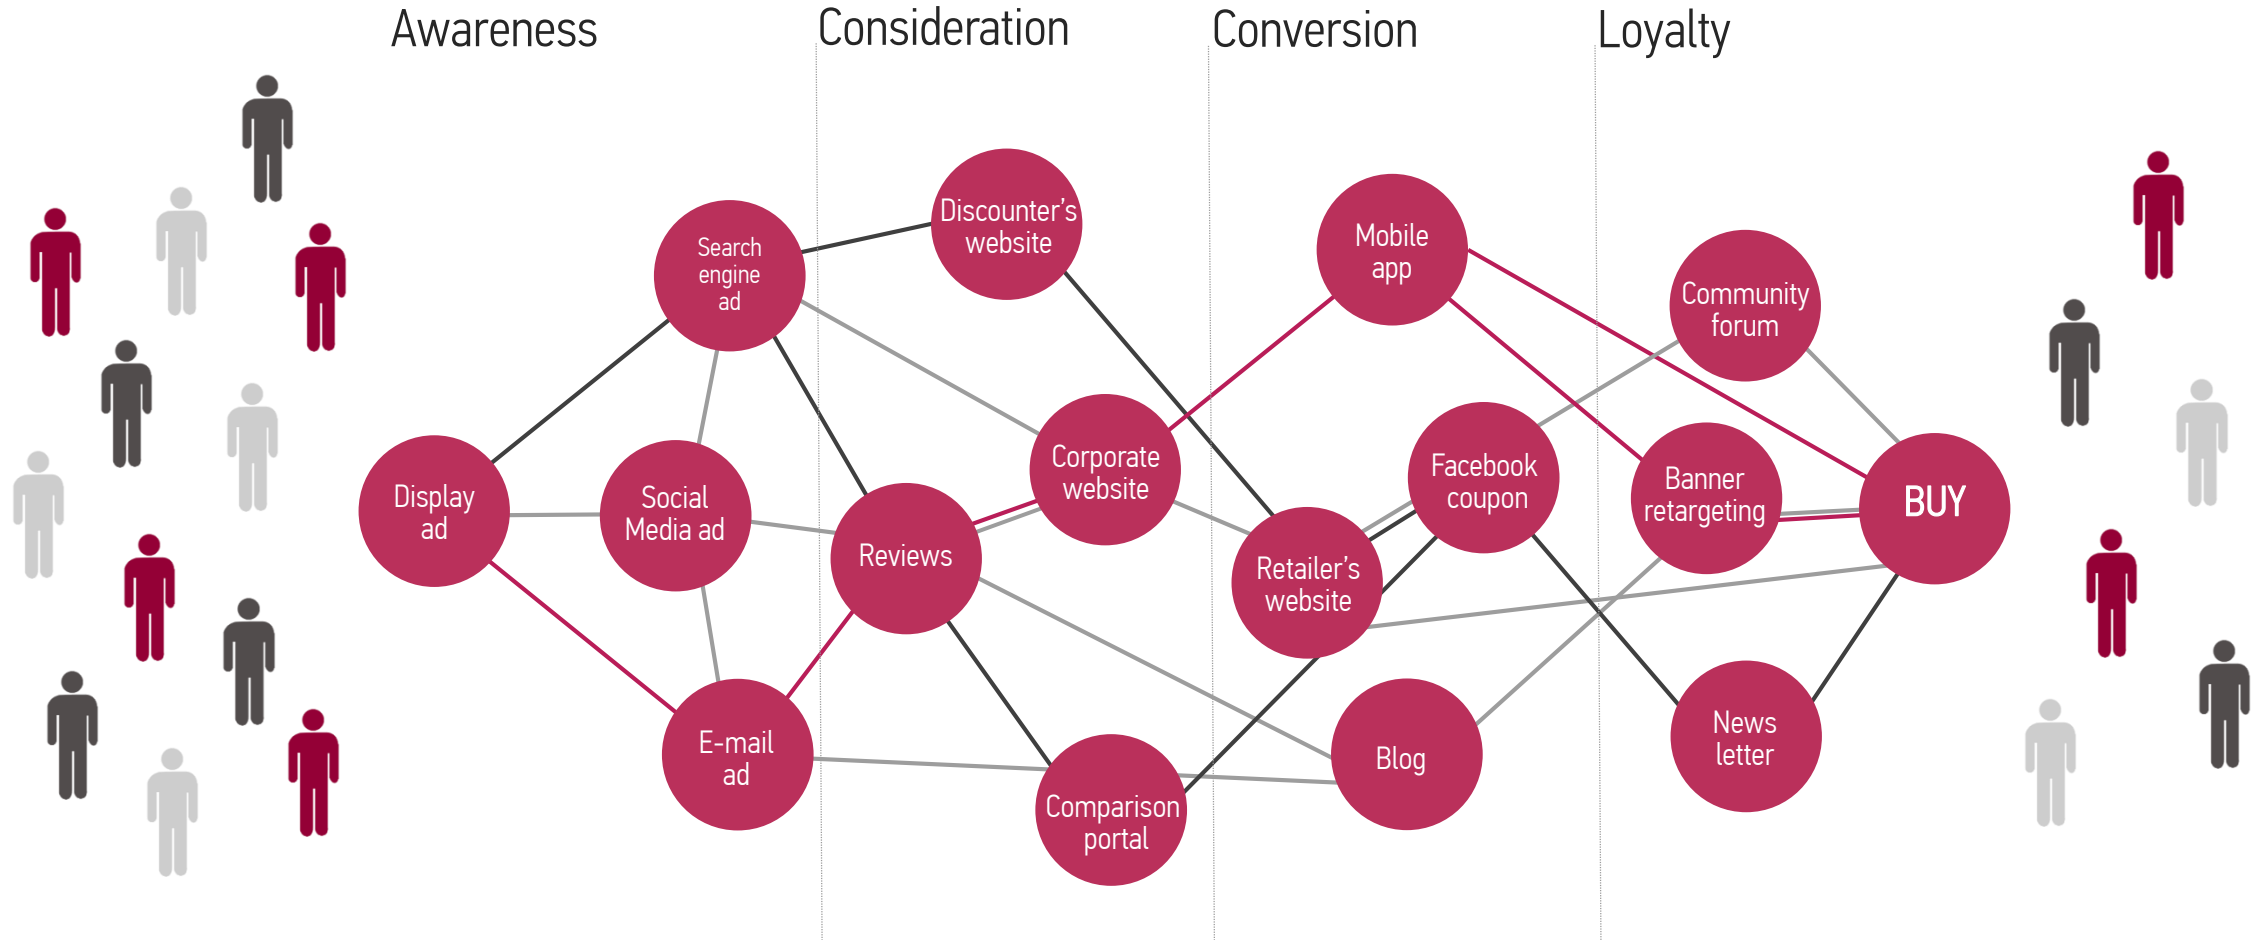 Awareness
Consideration
Conversion
Loyalty
Search
engine
ad
Discounter's
website
Mobile
app
Community
forum
Display
ad
Social
Media ad
Reviews
Corporate
website
Retailer's
website
Facebook
coupon
Banner
retargeting
BUY
E-mail
ad
Comparison
portal
Blog
News
letter